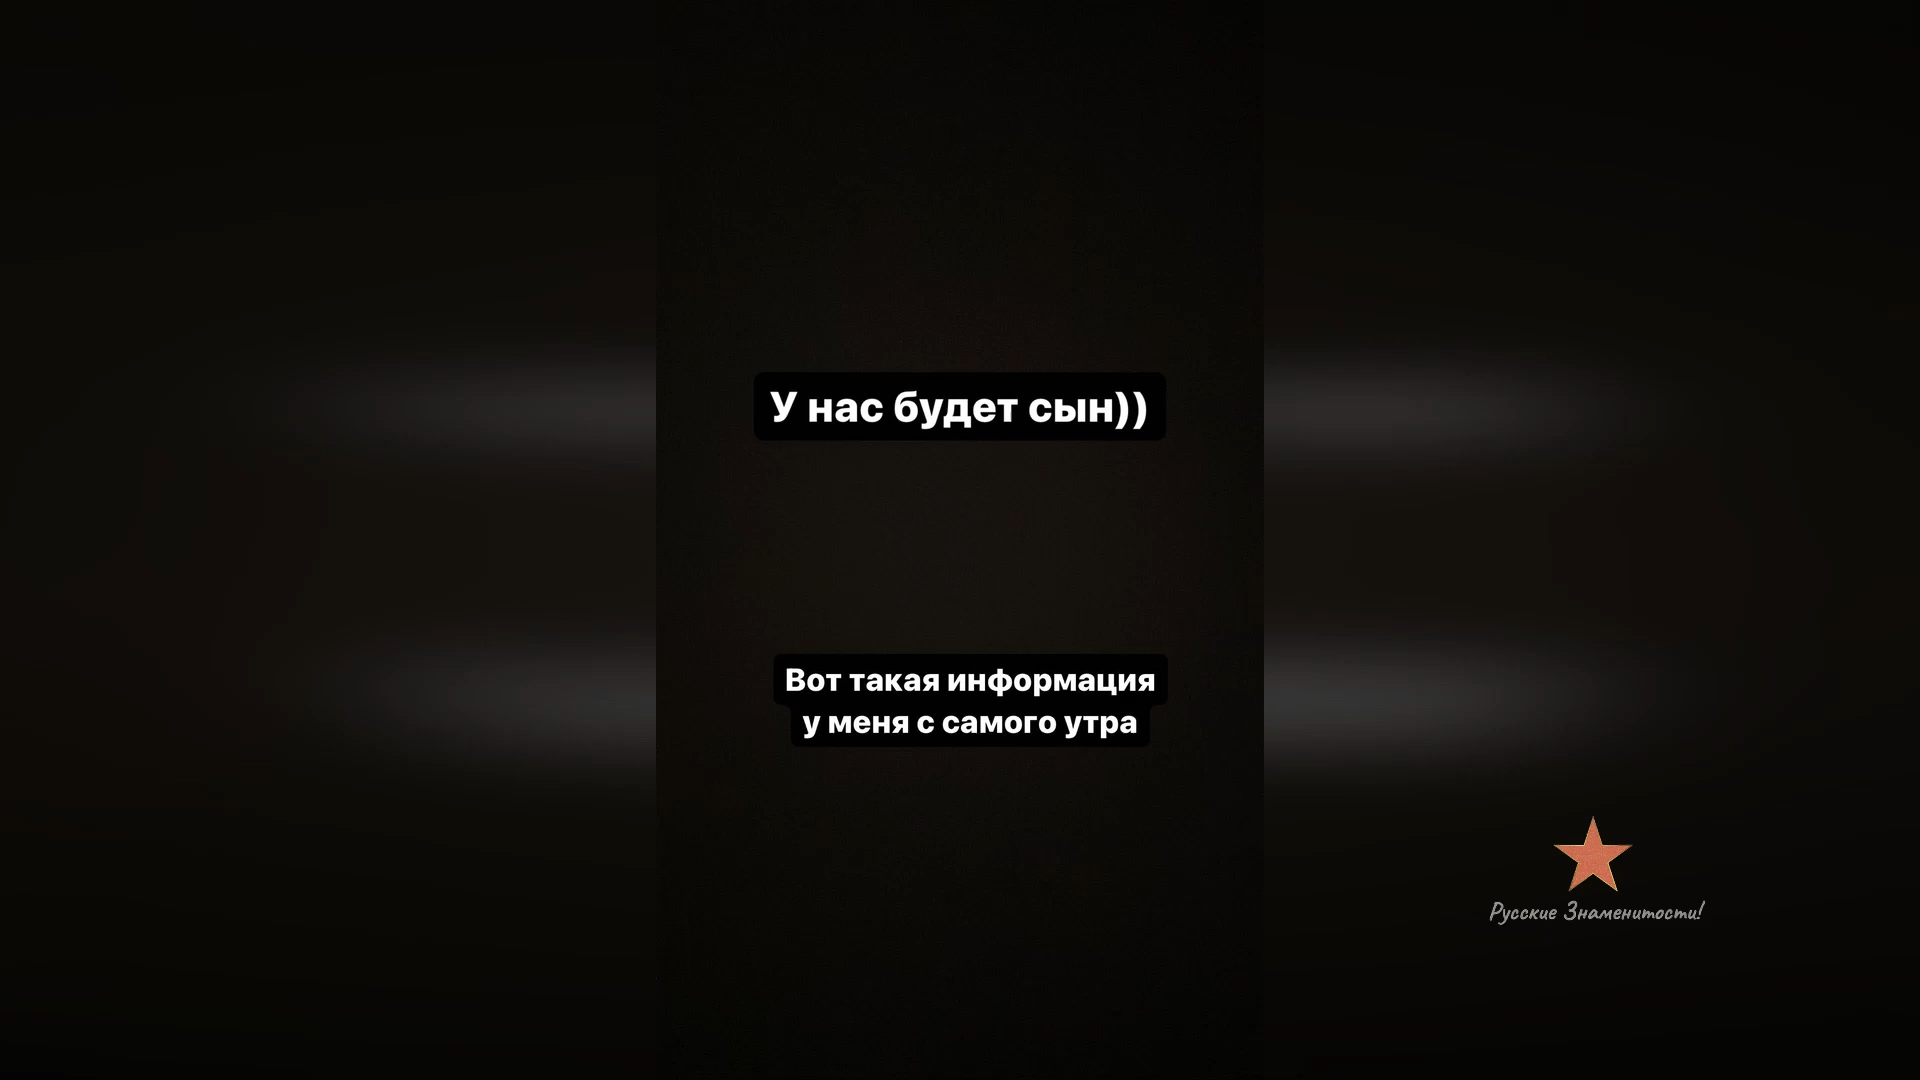 У нас будет сын))
Вот такая информация
у меня с самого утра
Русские Знаменитости!